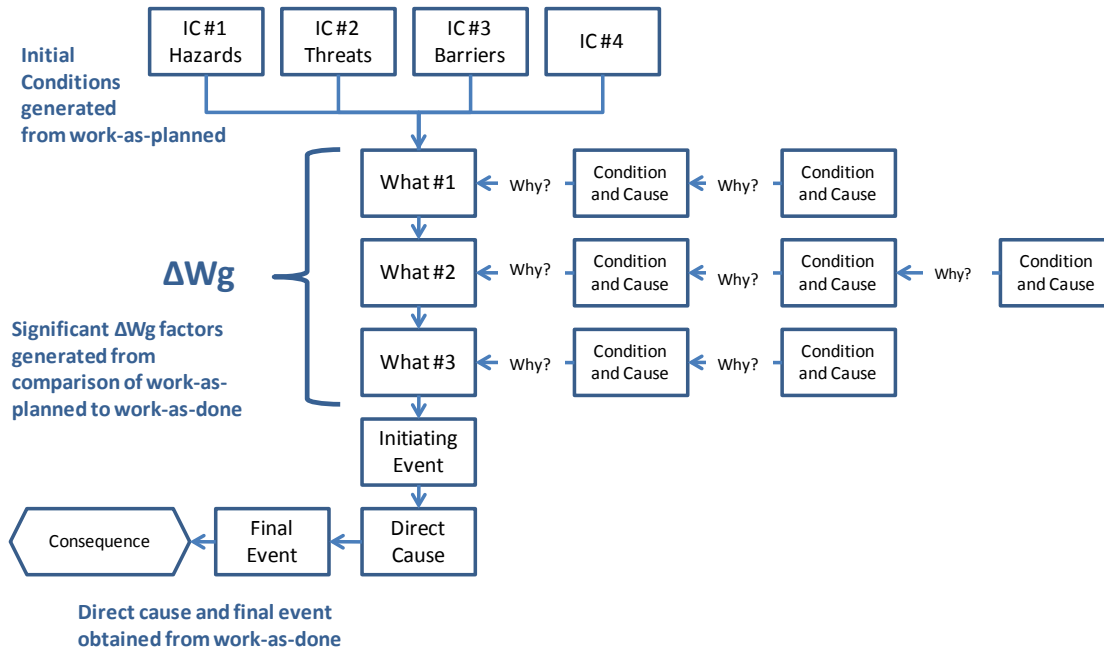 IC #1
Hazards
IC #2
Threats
IC #3
Barriers
IC #4
Initial
Conditions
generated
from work-as-planned
What #1
Why?
Condition
and Cause
Why?
Condition
and Cause
ΔWg
What #2
Why?
Condition
and Cause
Why?
Condition
and Cause
Why?
Condition
and Cause
Significant ΔWg factors
generated from
comparison of work-as-
planned to work-as-done
What #3
Why?
Condition
and Cause
Why?
Condition
and Cause
Initiating
Event
Consequence
Final
Event
Direct
Cause
Direct cause and final event
obtained from work-as-done